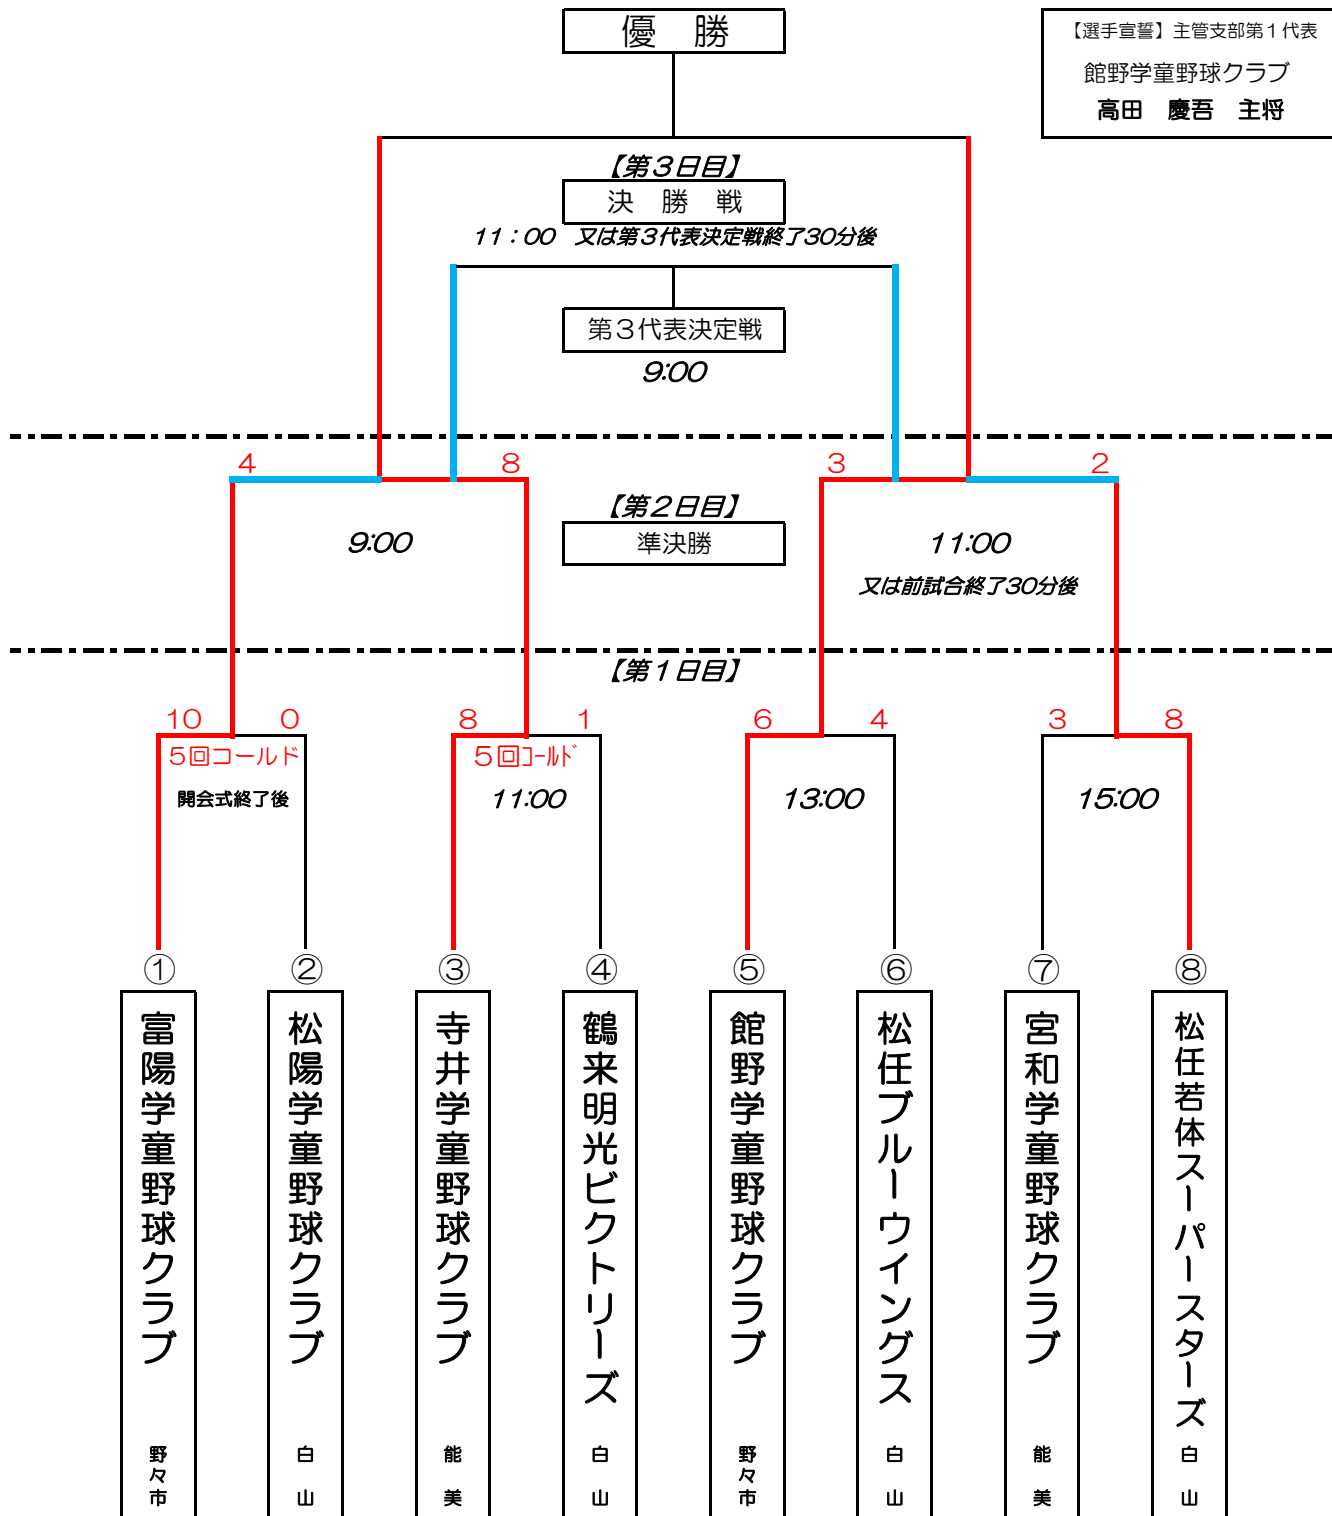 優　勝
【選手宣誓】主管支部第１代表
館野学童野球クラブ
高田　慶吾　主将
【第３日目】
決　勝　戦
11：00　又は第３代表決定戦終了30分後
第３代表決定戦
9:00
4
8
3
2
【第２日目】
準決勝
9:00
11:00
又は前試合終了30分後
【第１日目】
10
0
8
1
6
4
3
8
５回コールド
５回ｺｰﾙﾄﾞ
開会式終了後
11:00
13:00
15:00
①
②
③
④
⑤
⑥
⑦
⑧
富陽学童野球クラブ
野々市
松陽学童野球クラブ
白山
寺井学童野球クラブ
能美
鶴来明光ビクトリーズ
白山
館野学童野球クラブ
野々市
松任ブルーウイングス
白山
宮和学童野球クラブ
能美
松任若体スーパースターズ
白山